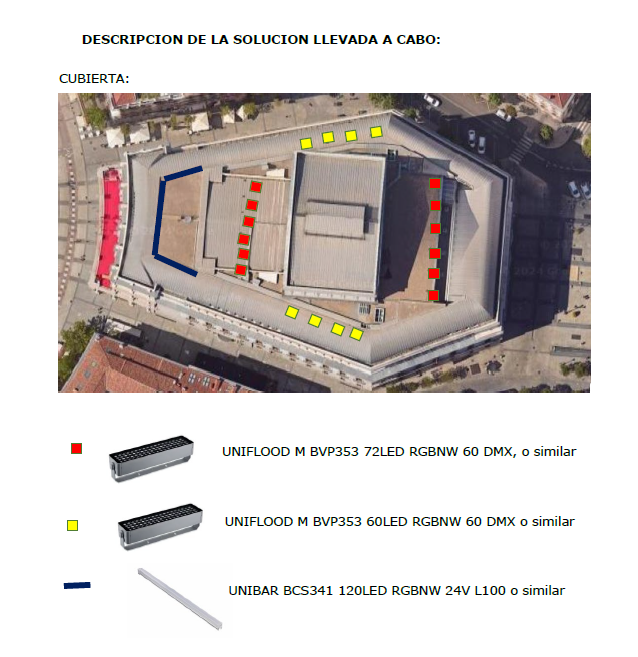 DESCRIPCION DE LA SOLUCION LLEVADA A CABO:
CUBIERTA:
UNIFLOOD M BVP353 72LED RGBNW 60 DMX, o similar
UNIFLOOD M BVP353 60LED RGBNW 60 DMX o similar
UNIBAR BCS341 120LED RGBNW 24V L100 o similar